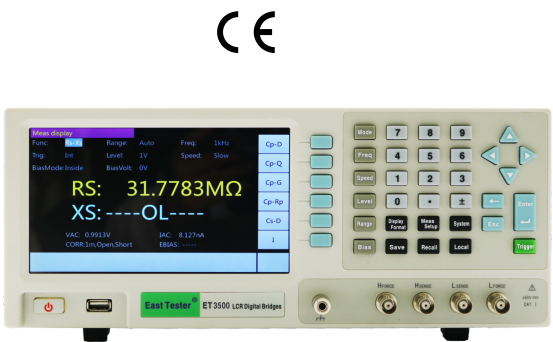 CE
Meas display
Func: Rs-Xs Range: Auto Freq: 1kHz
Trig: Int Level: 1V Speed: Slow
BiasMode: Inside BiasVolt: 0V
RS: 31.7783MΩ
XS: ----OL----
VAC: 0.9913V IAC: 8.127nA
CORR:1m,Open,Short EBIAS: -----
Cp-D
Cp-Q
Cp-G
Cp-Rp
Cs-D
↓
Mode 7 8 9
Freq 4 5 6
Speed 1 2 3
Level 0 • ±
Range Display Format Meas Setup System
Bias Save Recall Local
← Enter
Esc
Trigger
East Tester® ET3500 LCR Digital Bridges
HFORCE HSENSE LSENSE LFORCE
CAT I